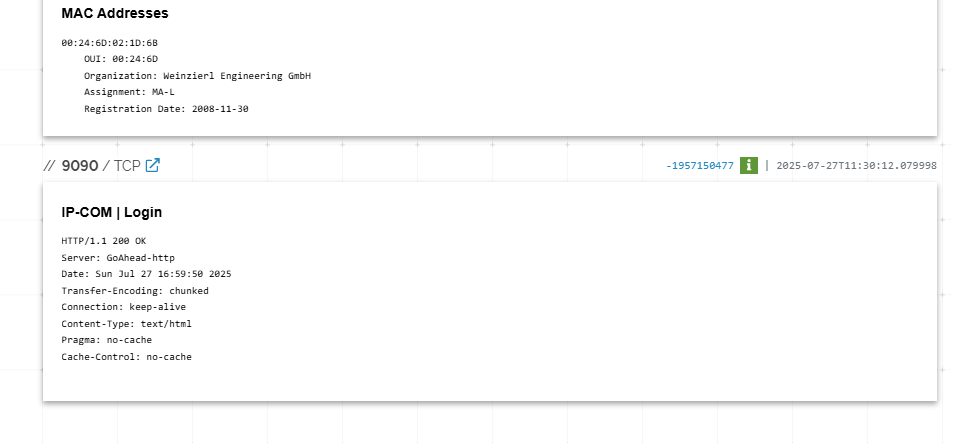 MAC Addresses
00:24:6D:02:1D:6B
OUI: 00:24:6D
Organization: Weinzierl Engineering GmbH
Assignment: MA-L
Registration Date: 2008-11-30
// 9090 / TCP
-1957150477 i | 2025-07-27T11:30:12.079998
IP-COM | Login
HTTP/1.1 200 OK
Server: GoAhead-http
Date: Sun Jul 27 16:59:50 2025
Transfer-Encoding: chunked
Connection: keep-alive
Content-Type: text/html
Pragma: no-cache
Cache-Control: no-cache